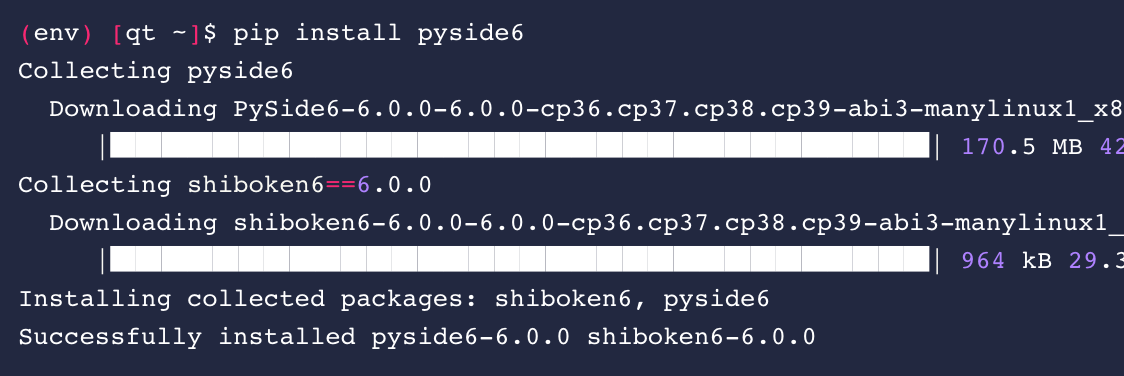 (env) [qt ~]$ pip install pyside6
Collecting pyside6
  Downloading PySide6-6.0.0-6.0.0-cp36.cp37.cp38.cp39-abi3-manylinux1_x8
     |████████████████████████████████| 170.5 MB 42
Collecting shiboken6==6.0.0
  Downloading shiboken6-6.0.0-6.0.0-cp36.cp37.cp38.cp39-abi3-manylinux1_
     |████████████████████████████████| 964 kB 29.3
Installing collected packages: shiboken6, pyside6
Successfully installed pyside6-6.0.0 shiboken6-6.0.0